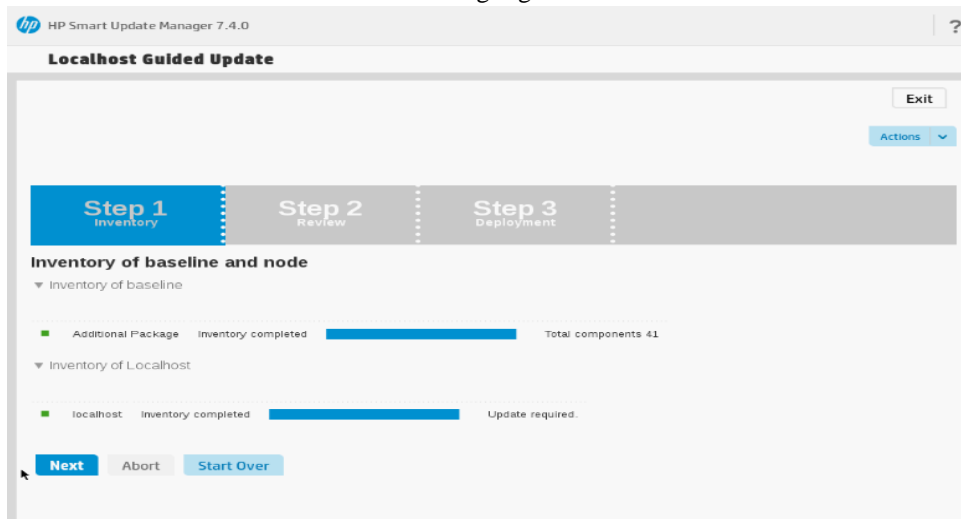 hp HP Smart Update Manager 7.4.0 ?
Localhost Guided Update
Exit
Actions
Step 1 Step 2 Step 3
Inventory Review Deployment
Inventory of baseline and node
Inventory of baseline
Additional Package Inventory completed Total components 41
Inventory of Localhost
localhost Inventory completed Update required.
Next Abort Start Over